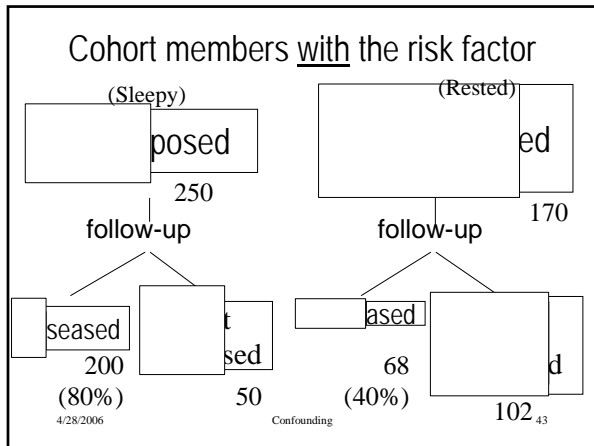 Cohort members with the risk factor
(Sleepy)
(Rested)
posed
ed
250
170
follow-up
follow-up
seased
t
sed
ased
d
200
50
68
102
(80%)
(40%)
4/28/2006
Confounding
43